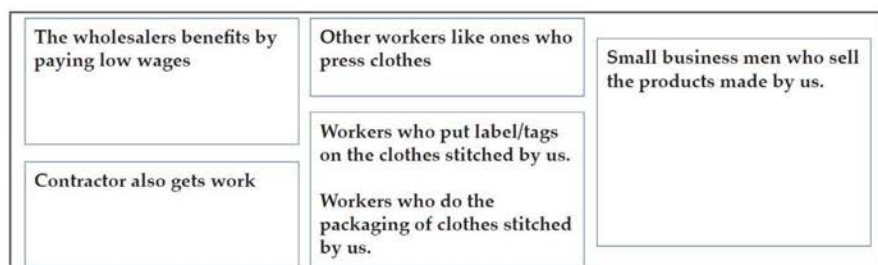 The wholesalers benefits by
paying low wages
Contractor also gets work
Other workers like ones who
press clothes
Workers who put label/tags
on the clothes stitched by us.
Workers who do the
packaging of clothes stitched
by us.
Small business men who sell
the products made by us.